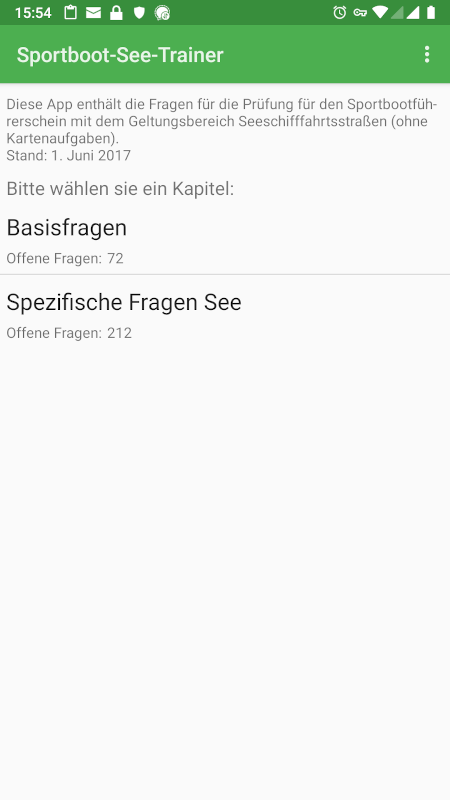 15:54
Sportboot-See-Trainer
Diese App enthält die Fragen für die Prüfung für den Sportbootfüh-
rerschein mit dem Geltungsbereich Seeschifffahrtsstraßen (ohne
Kartenaufgaben).
Stand: 1. Juni 2017
Bitte wählen sie ein Kapitel:
Basisfragen
Offene Fragen: 72
Spezifische Fragen See
Offene Fragen: 212